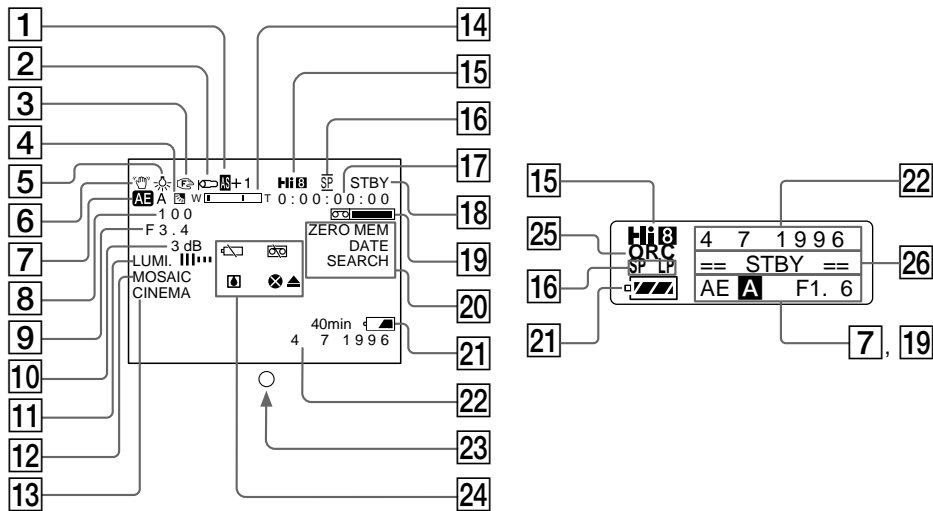 1
2
3
4
5
6
7
8
9
10
11
12
13
14
15
16
17
18
19
20
21
22
23
24
AS+1 Hi8 SP STBY
AE A W T 0:00:00:00
100
F3.4
3 dB
LUMI.
MOSAIC
CINEMA
ZERO MEM
DATE
SEARCH
40min
4 7 1996
15
25
16
21
22
26
7, 19
Hi8
ORC
SP LP
4 7 1996
== STBY ==
AE A F1. 6